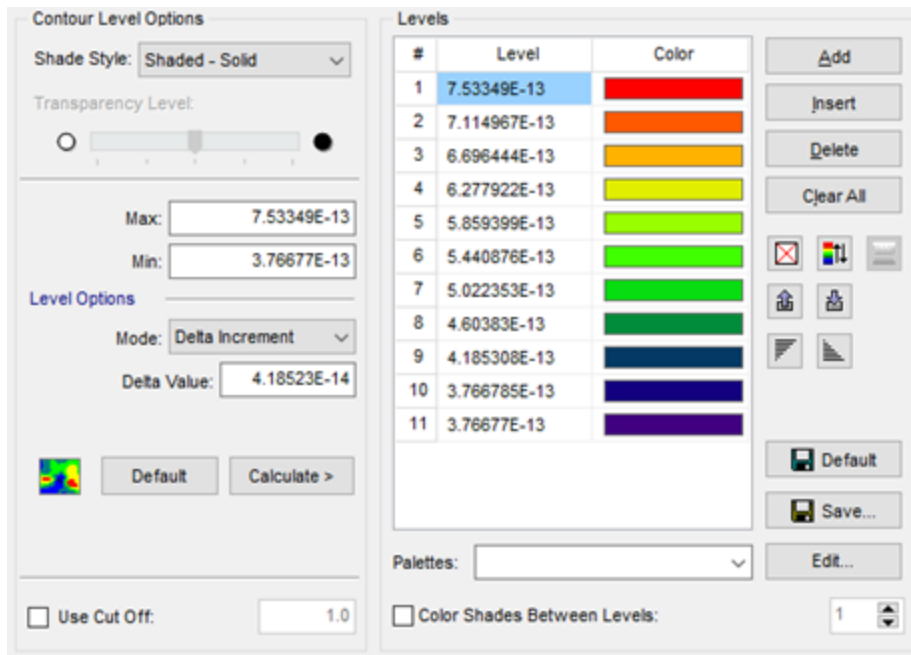 Contour Level Options
Shade Style: Shaded - Solid
Transparency Level:
Max: 7.53349E-13
Min: 3.76677E-13
Level Options
Mode: Delta Increment
Delta Value: 4.18523E-14
Default Calculate >
Use Cut Off: 1.0
Levels
# Level Color
1 7.53349E-13
2 7.114967E-13
3 6.696444E-13
4 6.277922E-13
5 5.859399E-13
6 5.440876E-13
7 5.022353E-13
8 4.60383E-13
9 4.185308E-13
10 3.766785E-13
11 3.76677E-13
Palettes:
Color Shades Between Levels: 1
Add
Insert
Delete
Clear All
Default
Save...
Edit...